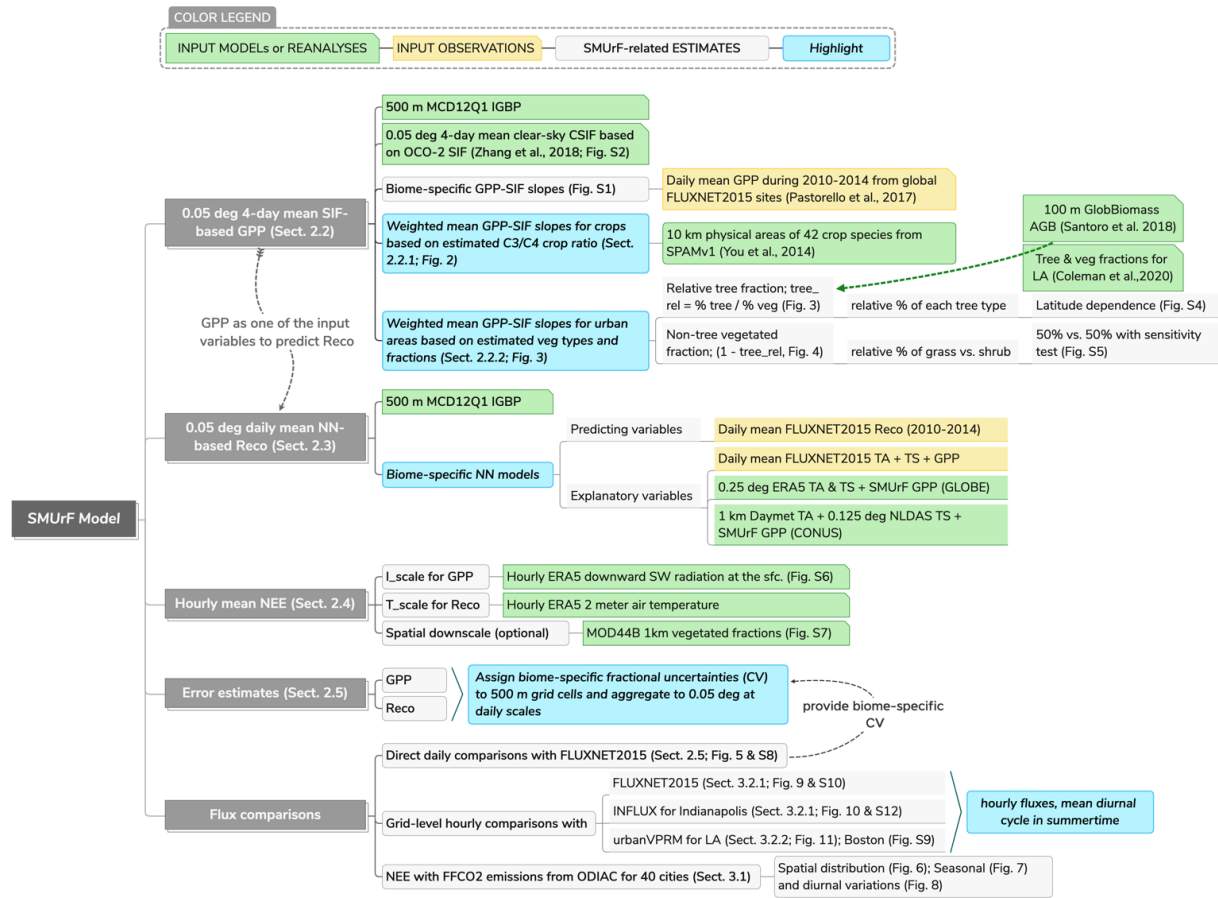 COLOR LEGEND
INPUT MODELs or REANALYSES
INPUT OBSERVATIONS
SMUrF-related ESTIMATES
Highlight
SMUrF Model
0.05 deg 4-day mean SIF-
based GPP (Sect. 2.2)
500 m MCD12Q1 IGBP
0.05 deg 4-day mean clear-sky CSIF based
on OCO-2 SIF (Zhang et al., 2018; Fig. S2)
Biome-specific GPP-SIF slopes (Fig. S1)
Daily mean GPP during 2010-2014 from global
FLUXNET2015 sites (Pastorello et al., 2017)
Weighted mean GPP-SIF slopes for crops
based on estimated C3/C4 crop ratio (Sect.
2.2.1; Fig. 2)
10 km physical areas of 42 crop species from
SPAMv1 (You et al., 2014)
100 m GlobBiomass
AGB (Santoro et al. 2018)
Tree & veg fractions for
LA (Coleman et al.,2020)
Weighted mean GPP-SIF slopes for urban
areas based on estimated veg types and
fractions (Sect. 2.2.2; Fig. 3)
Relative tree fraction; tree_
rel = % tree / % veg (Fig. 3)
relative % of each tree type
Latitude dependence (Fig. S4)
Non-tree vegetated
fraction; (1 - tree_rel, Fig. 4)
relative % of grass vs. shrub
50% vs. 50% with sensitivity
test (Fig. S5)
GPP as one of the input
variables to predict Reco
0.05 deg daily mean NN-
based Reco (Sect. 2.3)
500 m MCD12Q1 IGBP
Biome-specific NN models
Predicting variables
Daily mean FLUXNET2015 Reco (2010-2014)
Explanatory variables
Daily mean FLUXNET2015 TA + TS + GPP
0.25 deg ERA5 TA & TS + SMUrF GPP (GLOBE)
1 km Daymet TA + 0.125 deg NLDAS TS +
SMUrF GPP (CONUS)
Hourly mean NEE (Sect. 2.4)
I_scale for GPP
Hourly ERA5 downward SW radiation at the sfc. (Fig. S6)
T_scale for Reco
Hourly ERA5 2 meter air temperature
Spatial downscale (optional)
MOD44B 1km vegetated fractions (Fig. S7)
Error estimates (Sect. 2.5)
GPP
Reco
Assign biome-specific fractional uncertainties (CV)
to 500 m grid cells and aggregate to 0.05 deg at
daily scales
provide biome-specific
CV
Flux comparisons
Direct daily comparisons with FLUXNET2015 (Sect. 2.5; Fig. 5 & S8)
Grid-level hourly comparisons with
FLUXNET2015 (Sect. 3.2.1; Fig. 9 & S10)
INFLUX for Indianapolis (Sect. 3.2.1; Fig. 10 & S12)
urbanVPRM for LA (Sect. 3.2.2; Fig. 11); Boston (Fig. S9)
hourly fluxes, mean diurnal
cycle in summertime
NEE with FFCO2 emissions from ODIAC for 40 cities (Sect. 3.1)
Spatial distribution (Fig. 6); Seasonal (Fig. 7)
and diurnal variations (Fig. 8)